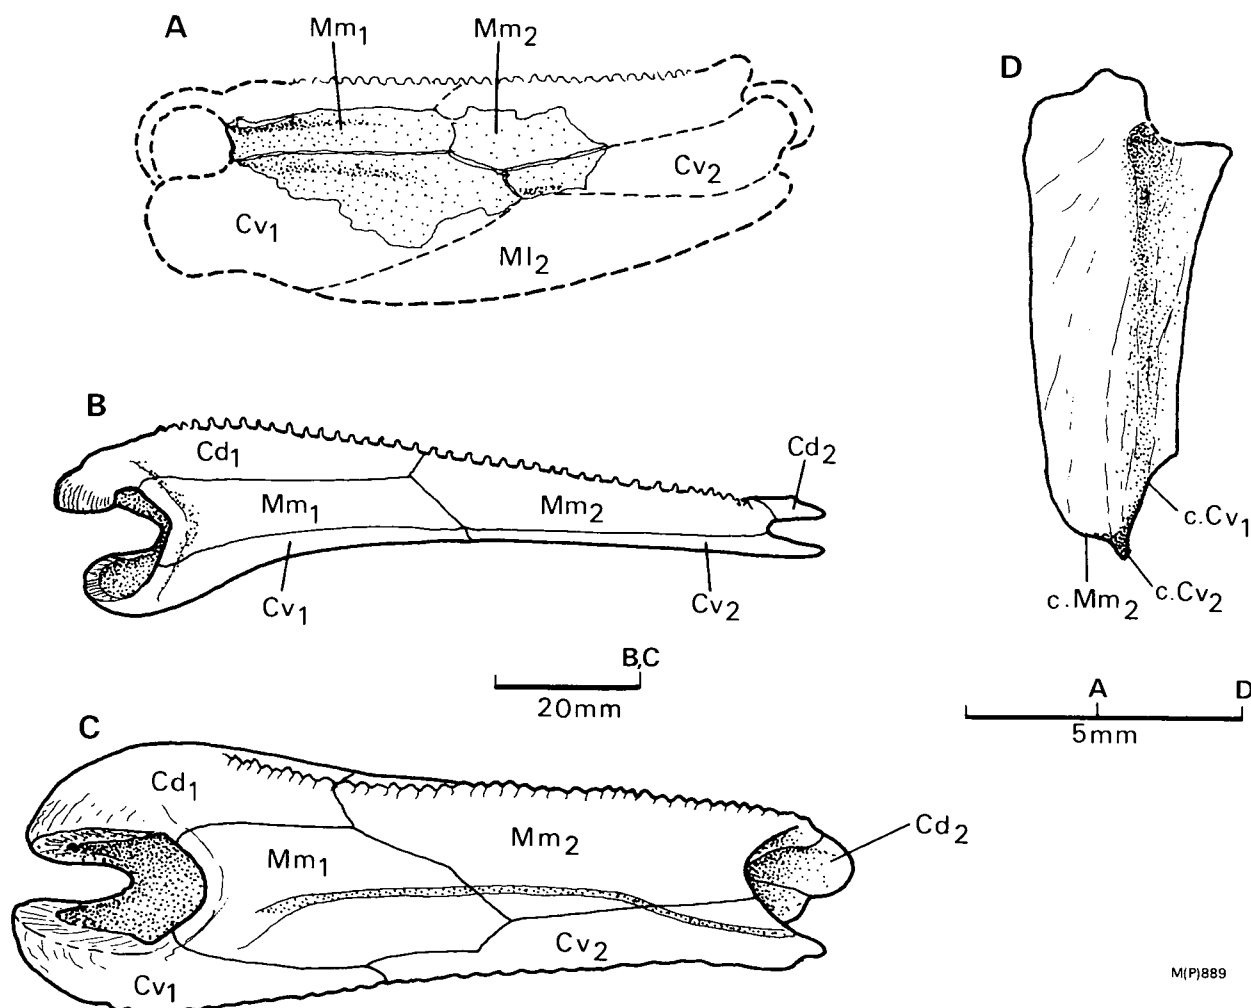 A
Mm1
Mm2
Cv1
Cv2
Ml2
B
Cd1
Mm1
Mm2
Cd2
Cv1
Cv2
B,C
20mm
C
Cd1
Mm1
Mm2
Cd2
Cv1
Cv2
D
c.Cv1
c.Cv2
c.Mm2
A
D
5mm
M(P)889